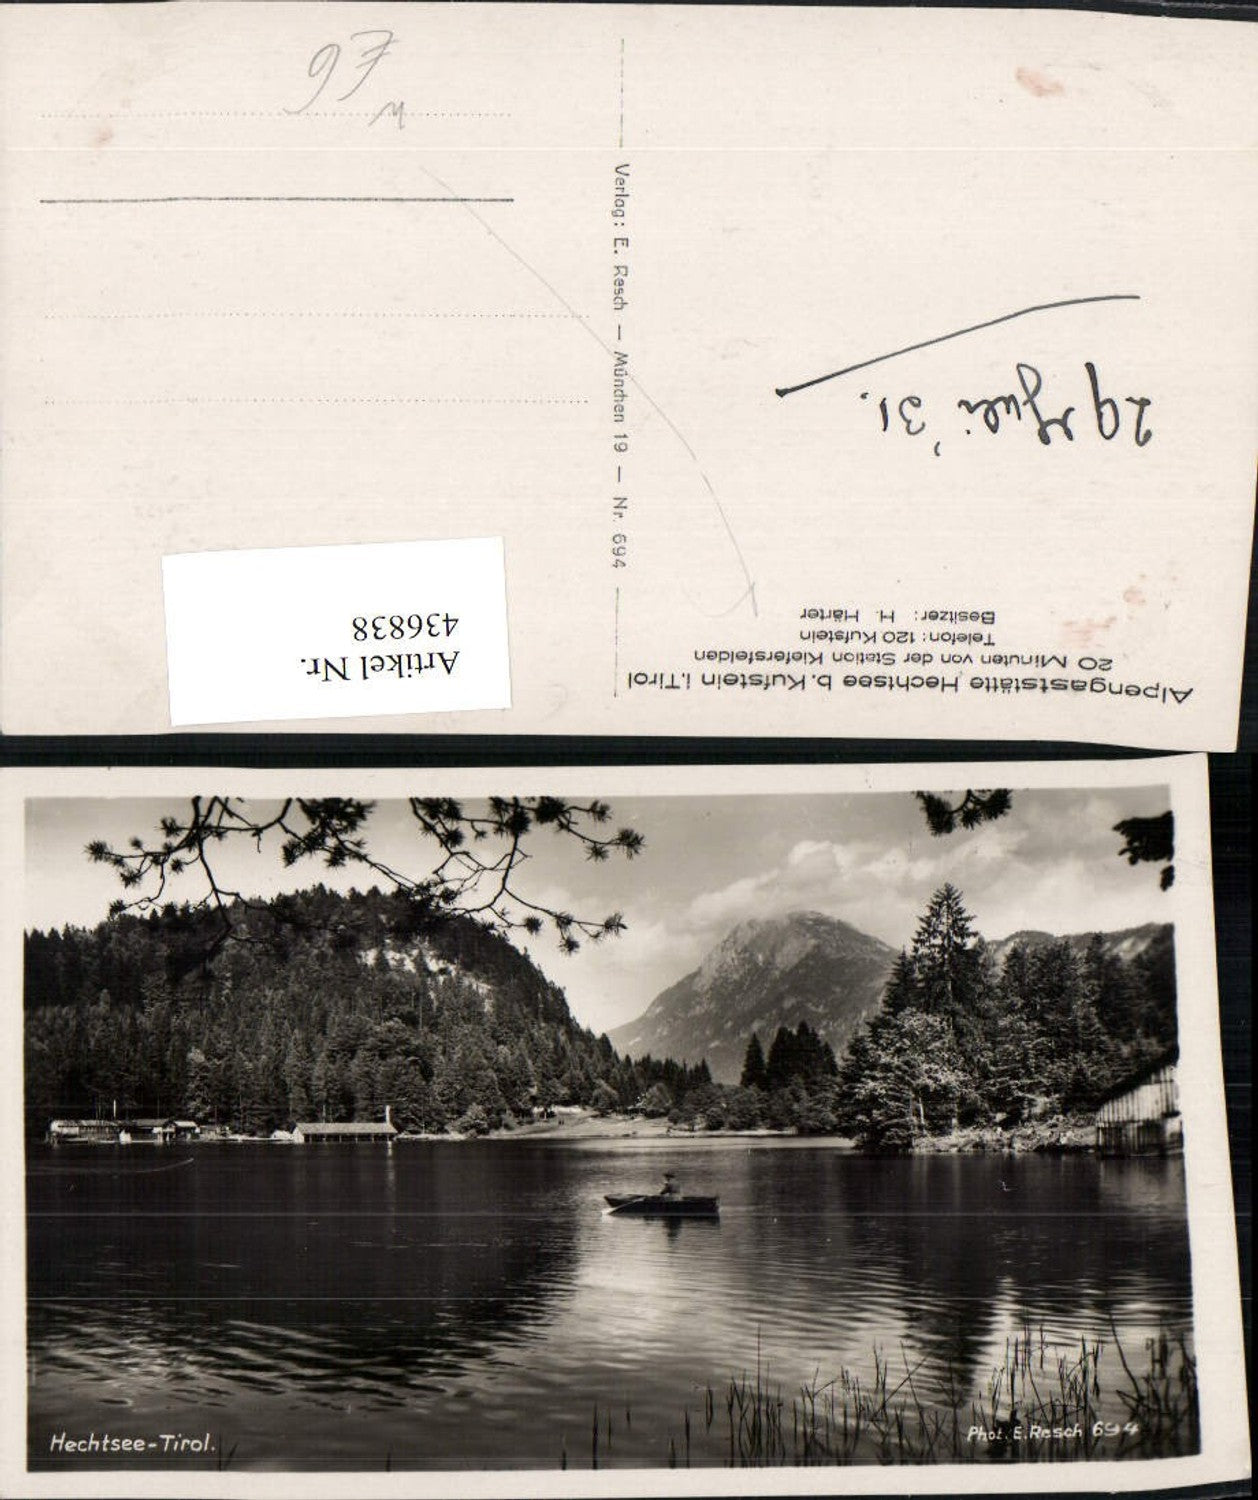 Alpengaststätte Hechtsee b. Kufstein i. Tirol
20 Minuten von der Station Kiefersfelden
Telefon: 120 Kufstein
Besitzer: H. Härter
29 Juli '31.
Verlag: E. Resch — München 19 — Nr. 694
Artikel Nr.
436838
Hechtsee-Tirol.
Phot. E. Resch 694